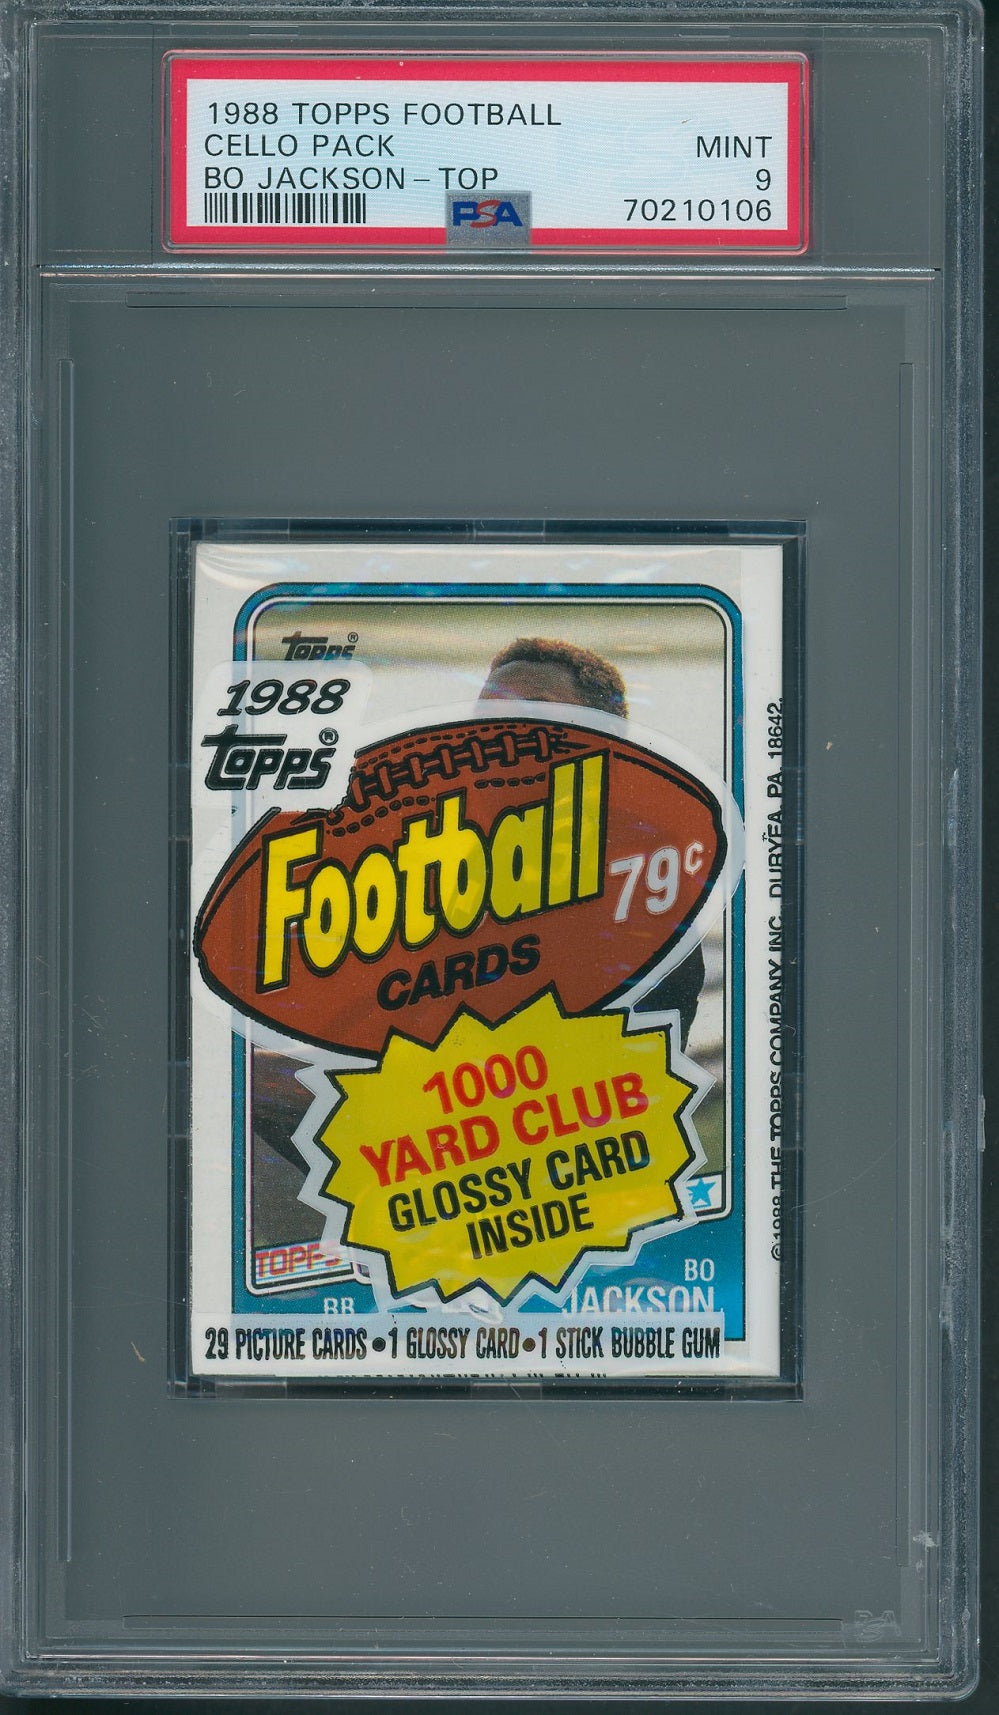 1988 TOPPS FOOTBALL
CELLO PACK
BO JACKSON - TOP
MINT
9
70210106
PSA
TOPPS®
1988
TOPPS®
Football
CARDS
79¢
1000
YARD CLUB
GLOSSY CARD
INSIDE
©1988 THE TOPPS COMPANY, INC. DURYEA, PA. 18642.
RB
BO
JACKSON
29 PICTURE CARDS • 1 GLOSSY CARD • 1 STICK BUBBLE GUM
PSA